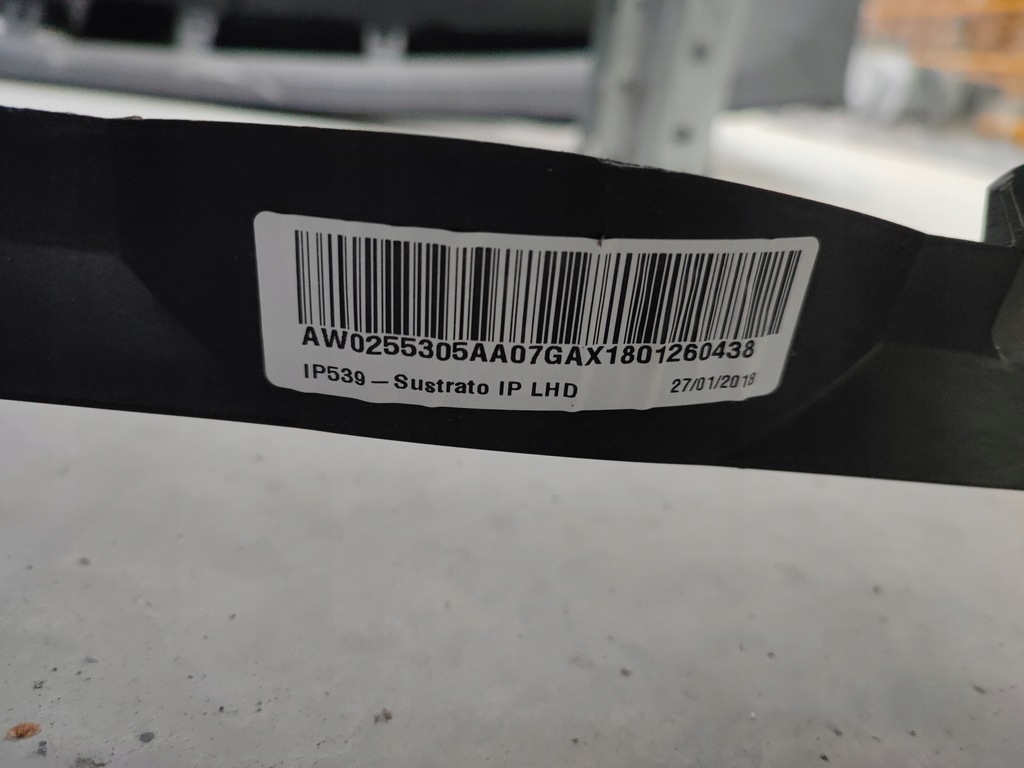 AW0255305AA07GAX1801260438
IP539 – Sustrato IP LHD 27/01/2018